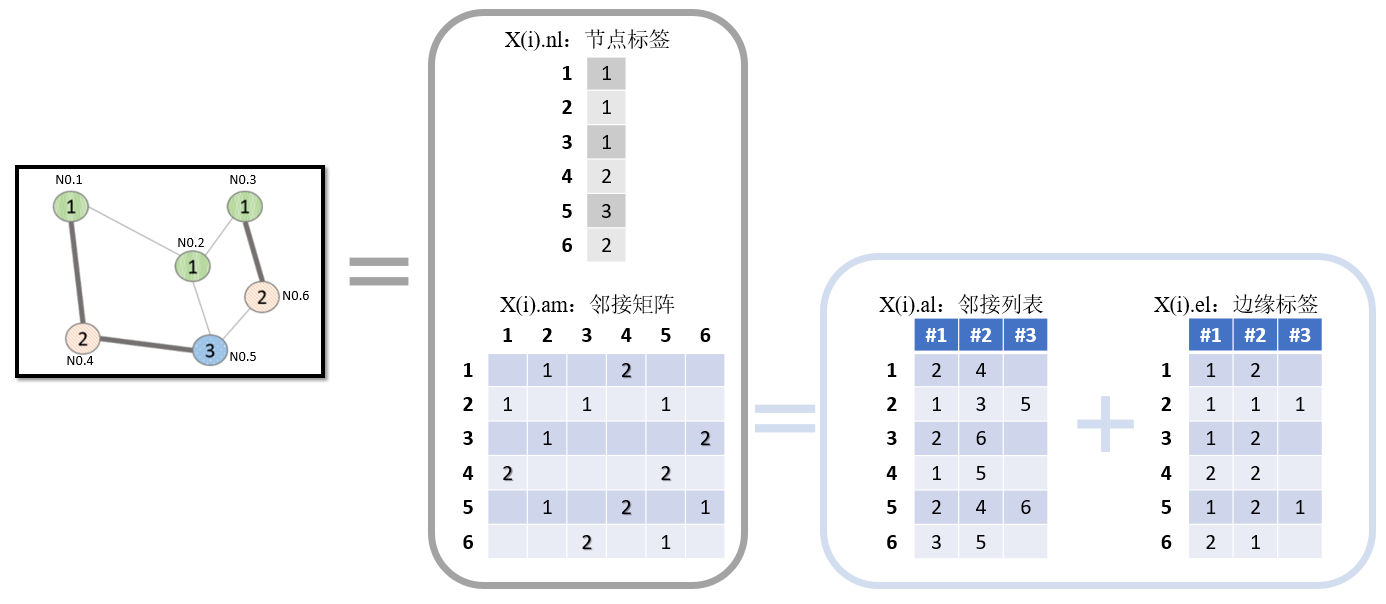 N0.1
N0.3
1
1
N0.2
1
2
N0.6
2
3
N0.4
N0.5
X(i).nl：节点标签
1 1
2 1
3 1
4 2
5 3
6 2
X(i).am：邻接矩阵
1 2 3 4 5 6
1 1 2
2 1 1 1
3 1 2
4 2 2
5 1 2 1
6 2 1
X(i).al：邻接列表
#1 #2 #3
1 2 4
2 1 3 5
3 2 6
4 1 5
5 2 4 6
6 3 5
X(i).el：边缘标签
#1 #2 #3
1 1 2
2 1 1 1
3 1 2
4 2 2
5 1 2 1
6 2 1